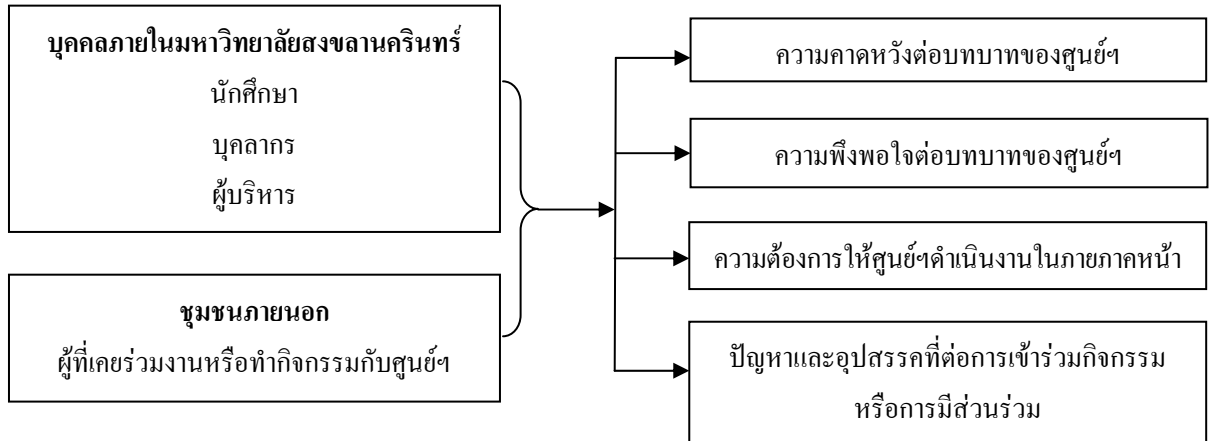 บุคคลภายในมหาวิทยาลัยสงขลานครินทร์
นักศึกษา
บุคลากร
ผู้บริหาร
ชุมชนภายนอก
ผู้ที่เคยร่วมงานหรือทำกิจกรรมกับศูนย์ฯ
ความคาดหวังต่อบทบาทของศูนย์ฯ
ความพึงพอใจต่อบทบาทของศูนย์ฯ
ความต้องการให้ศูนย์ฯดำเนินงานในภายภาคหน้า
ปัญหาและอุปสรรคที่ต่อการเข้าร่วมกิจกรรม
หรือการมีส่วนร่วม